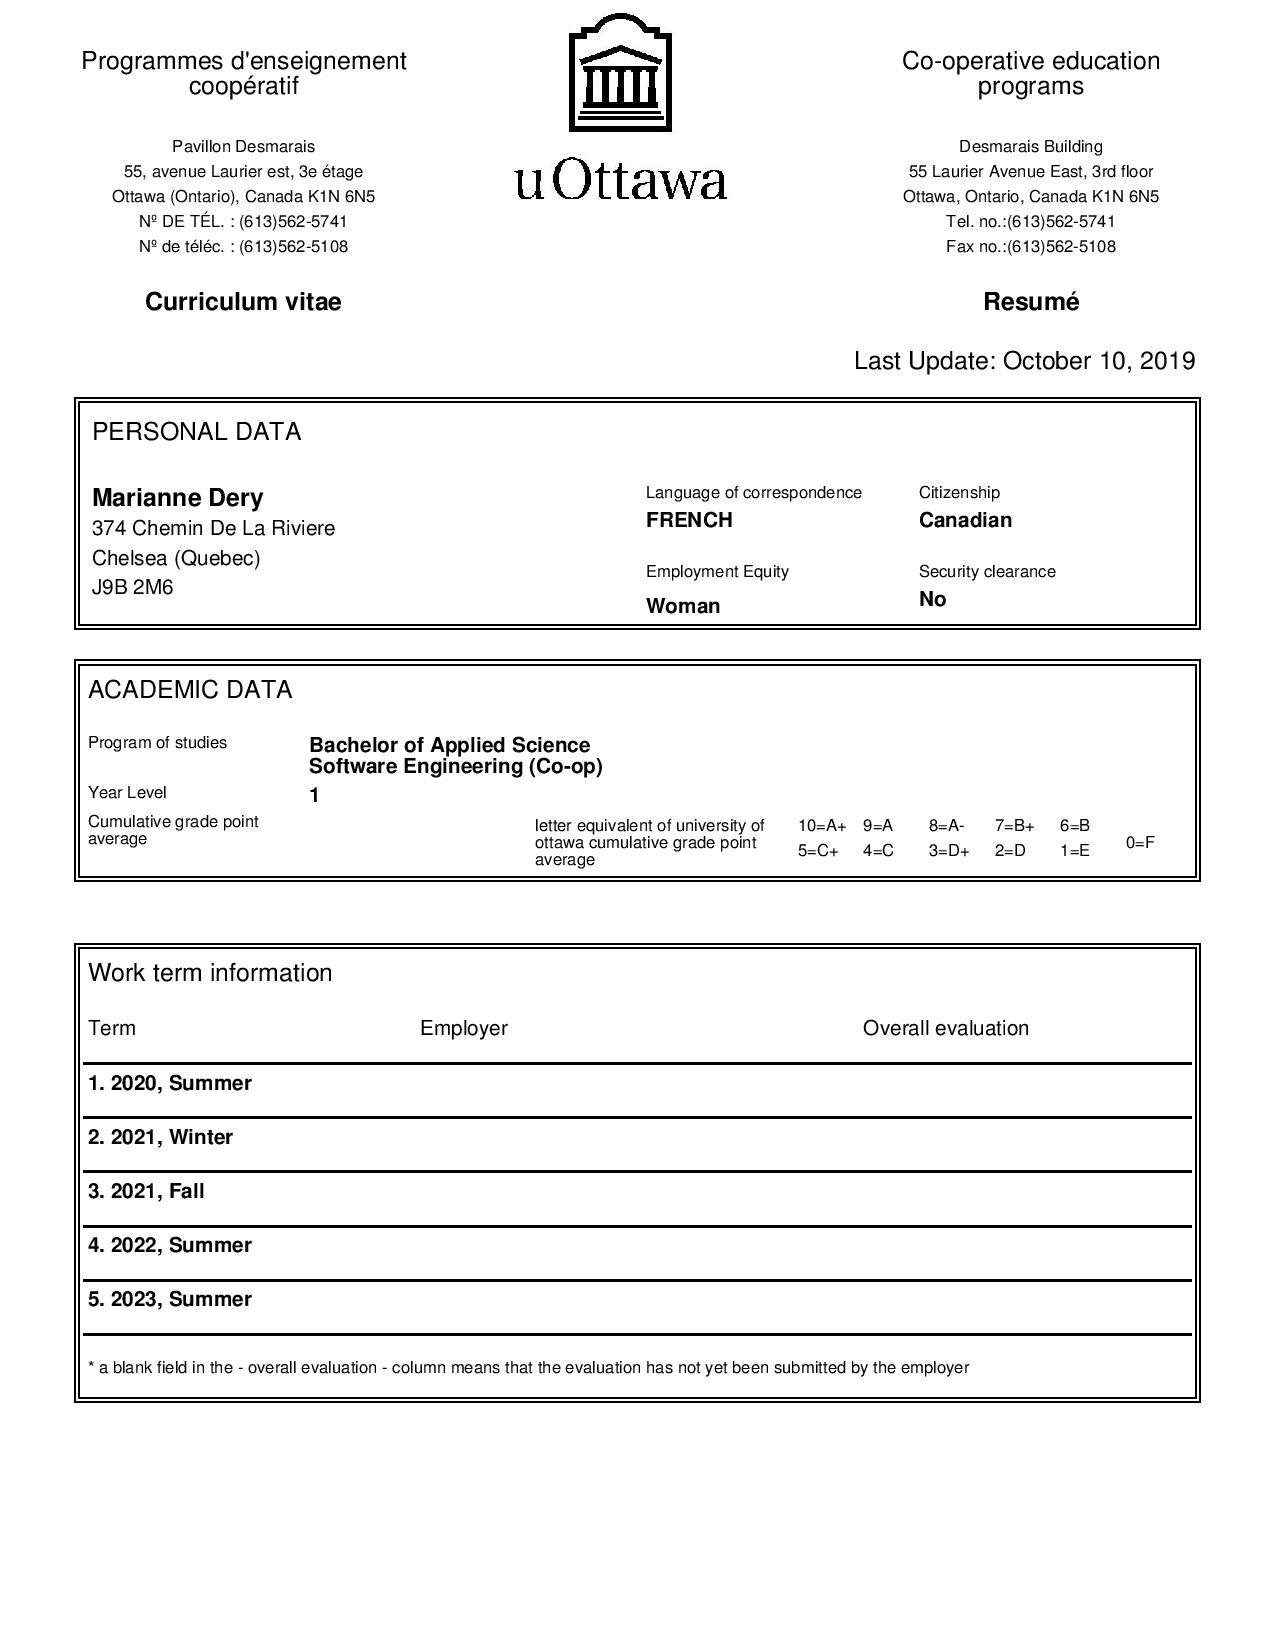 Programmes d'enseignement
coopératif
Pavillon Desmarais
55, avenue Laurier est, 3e étage
Ottawa (Ontario), Canada K1N 6N5
Nº DE TÉL. : (613)562-5741
Nº de téléc. : (613)562-5108
Curriculum vitae
uOttawa
Co-operative education
programs
Desmarais Building
55 Laurier Avenue East, 3rd floor
Ottawa, Ontario, Canada K1N 6N5
Tel. no.:(613)562-5741
Fax no.:(613)562-5108
Resumé
Last Update: October 10, 2019
PERSONAL DATA
Marianne Dery
374 Chemin De La Riviere
Chelsea (Quebec)
J9B 2M6
Language of correspondence
FRENCH
Citizenship
Canadian
Employment Equity
Woman
Security clearance
No
ACADEMIC DATA
Program of studies
Bachelor of Applied Science
Software Engineering (Co-op)
Year Level
1
Cumulative grade point
average
letter equivalent of university of
ottawa cumulative grade point
average
10=A+ 9=A 8=A- 7=B+ 6=B
5=C+ 4=C 3=D+ 2=D 1=E
0=F
Work term information
Term Employer Overall evaluation
1. 2020, Summer
2. 2021, Winter
3. 2021, Fall
4. 2022, Summer
5. 2023, Summer
* a blank field in the - overall evaluation - column means that the evaluation has not yet been submitted by the employer